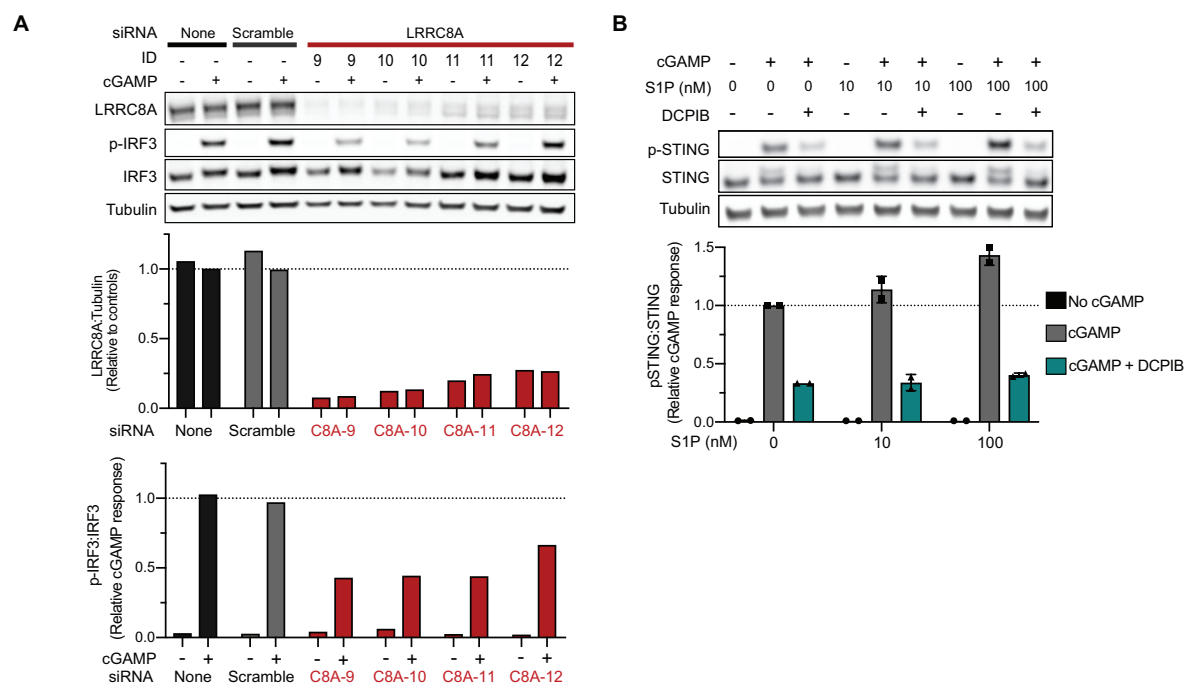 A
siRNA None Scramble LRRC8A
ID 9 9 10 10 11 11 12 12
cGAMP - + - + - + - + - + - +
LRRC8A
p-IRF3
IRF3
Tubulin
LRRC8A:Tubulin
(Relative to controls)
1.0
0.5
0.0
siRNA None Scramble C8A-9 C8A-10 C8A-11 C8A-12
p-IRF3:IRF3
(Relative cGAMP response)
1.0
0.5
0.0
cGAMP - + - + - + - + - + - +
siRNA None Scramble C8A-9 C8A-10 C8A-11 C8A-12
B
cGAMP - + + - + + - + +
S1P (nM) 0 0 0 10 10 10 100 100 100
DCPIB - - + - - + - - +
p-STING
STING
Tubulin
pSTING:STING
(Relative cGAMP response)
1.5
1.0
0.5
0.0
S1P (nM) 0 10 100
No cGAMP
cGAMP
cGAMP + DCPIB